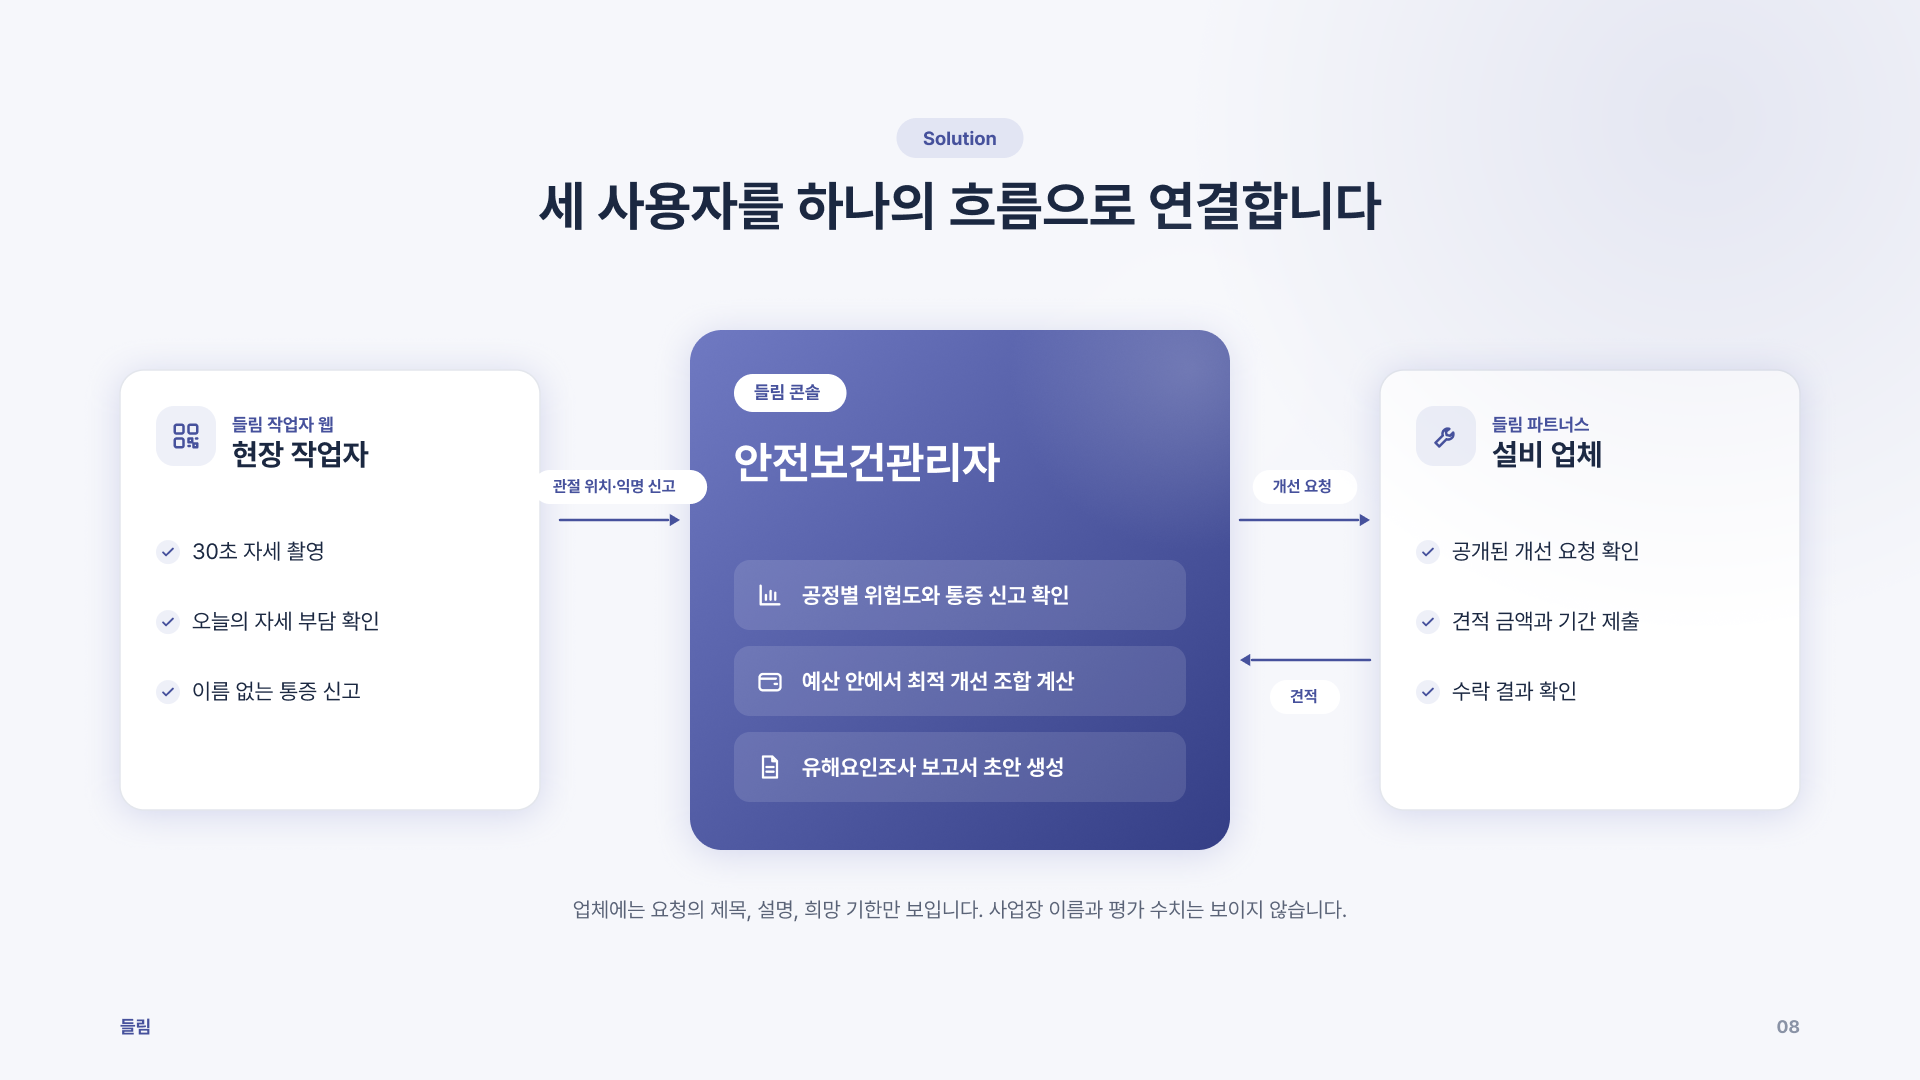 Solution
세 사용자를 하나의 흐름으로 연결합니다
들림 작업자 웹
현장 작업자
30초 자세 촬영
오늘의 자세 부담 확인
이름 없는 통증 신고
관절 위치·익명 신고
들림 콘솔
안전보건관리자
공정별 위험도와 통증 신고 확인
예산 안에서 최적 개선 조합 계산
유해요인조사 보고서 초안 생성
개선 요청
견적
들림 파트너스
설비 업체
공개된 개선 요청 확인
견적 금액과 기간 제출
수락 결과 확인
업체에는 요청의 제목, 설명, 희망 기한만 보입니다. 사업장 이름과 평가 수치는 보이지 않습니다.
들림
08